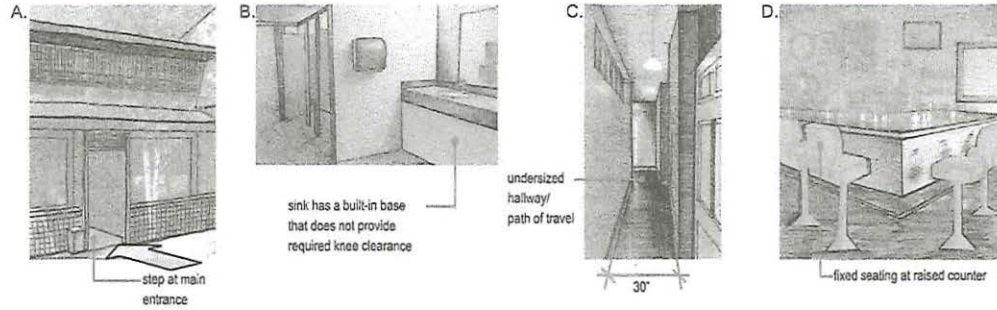 A.
step at main
entrance
B.
sink has a built-in base
that does not provide
required knee clearance
C.
undersized
hallway/
path of travel
30"
D.
fixed seating at raised counter